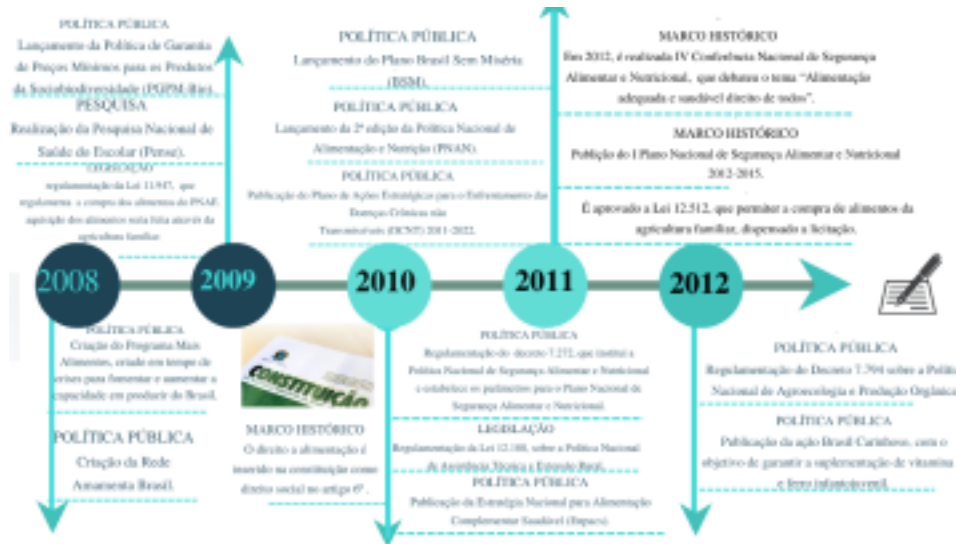 POLÍTICA PÚBLICA
Lançamento da Política de Garantia
de Preços Mínimos para os Produtos
da Sociobiodiversidade (PGPM-Bio).
PESQUISA
Realização da Pesquisa Nacional de
Saúde do Escolar (Pense).
LEGISLAÇÃO
regulamentação da Lei 11.947, que
regulamenta a compra dos alimentos do PNAE,
aquisição dos alimentos seria feita através da
agricultura familiar
POLÍTICA PÚBLICA
Lançamento do Plano Brasil Sem Miséria
(BSM).
POLÍTICA PÚBLICA
Lançamento da 2ª edição da Política Nacional de
Alimentação e Nutrição (PNAN).
POLÍTICA PÚBLICA
Publicação do Plano de Ações Estratégicas para o Enfrentamento das
Doenças Crônicas não
Transmissíveis (DCNT) 2011-2022.
MARCO HISTÓRICO
Em 2012, é realizada IV Conferência Nacional de Segurança
Alimentar e Nutricional, que debateu o tema “Alimentação
adequada e saudável direito de todos”.
MARCO HISTÓRICO
Publição do I Plano Nacional de Segurança Alimentar e Nutricional
2012-2015.
É aprovado a Lei 12.512, que permiter a compra de alimentos da
agricultura familiar, dispensado a licitação.
2008
2009
2010
2011
2012
POLÍTICA PÚBLICA
Criação do Programa Mais
Alimentos, criado em tempo de
crises para fomentar e aumentar a
capacidade em produzir do Brasil.
POLÍTICA PÚBLICA
Criação da Rede
Amamenta Brasil.
CONSTITUIÇÃO
MARCO HISTÓRICO
O direito a alimentação é
inserido na constituição como
direito social no artigo 6º .
POLÍTICA PÚBLICA
Regulamentação do decreto 7.272, que institui a
Política Nacional de Segurança Alimentar e Nutricional
e estabelece os parâmetros para o Plano Nacional de
Segurança Alimentar e Nutricional.
LEGISLAÇÃO
Regulamentação da Lei 12.188, sobre a Política Nacional
de Assistência Técnica e Extensão Rural.
POLÍTICA PÚBLICA
Publicação da Estratégia Nacional para Alimentação
Complementar Saudável (Enpacs).
POLÍTICA PÚBLICA
Regulamentação do Decreto 7.794 sobre a Políti
Nacional de Agroecologia e Produção Orgânica
POLÍTICA PÚBLICA
Publicação da ação Brasil Carinhoso, com o
objetivo de garantir a suplementação de vitamina
e ferro infantojuvenil.